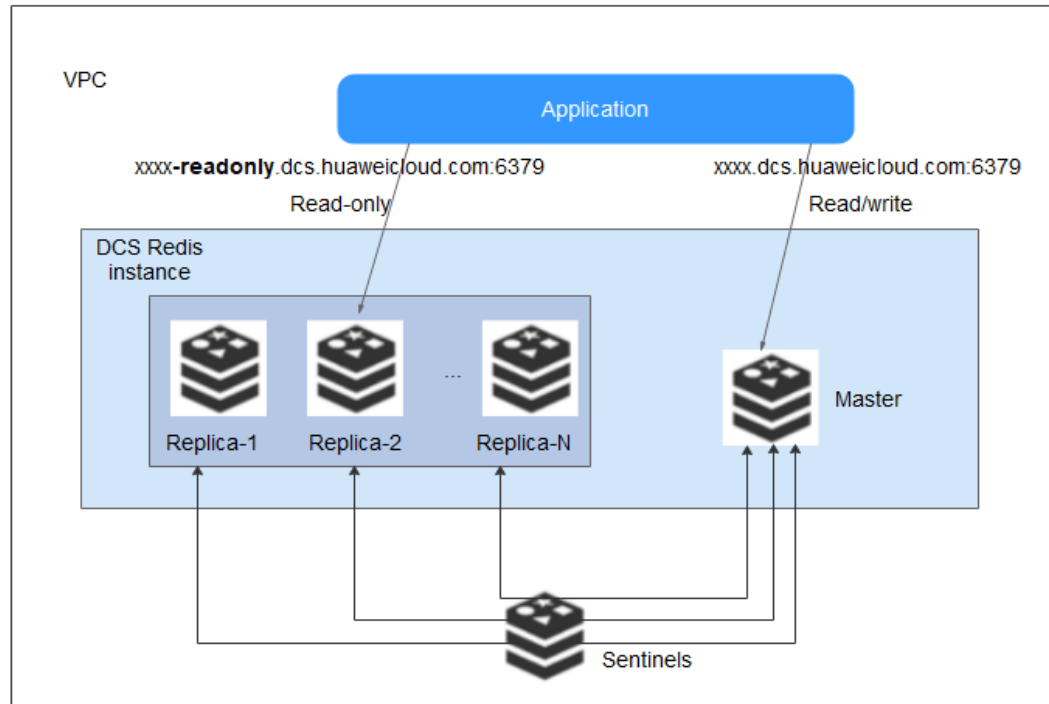 VPC
Application
xxxx-readonly.dcs.huaweicloud.com:6379
xxxx.dcs.huaweicloud.com:6379
Read-only
Read/write
DCS Redis
instance
...
Master
Replica-1
Replica-2
Replica-N
Sentinels